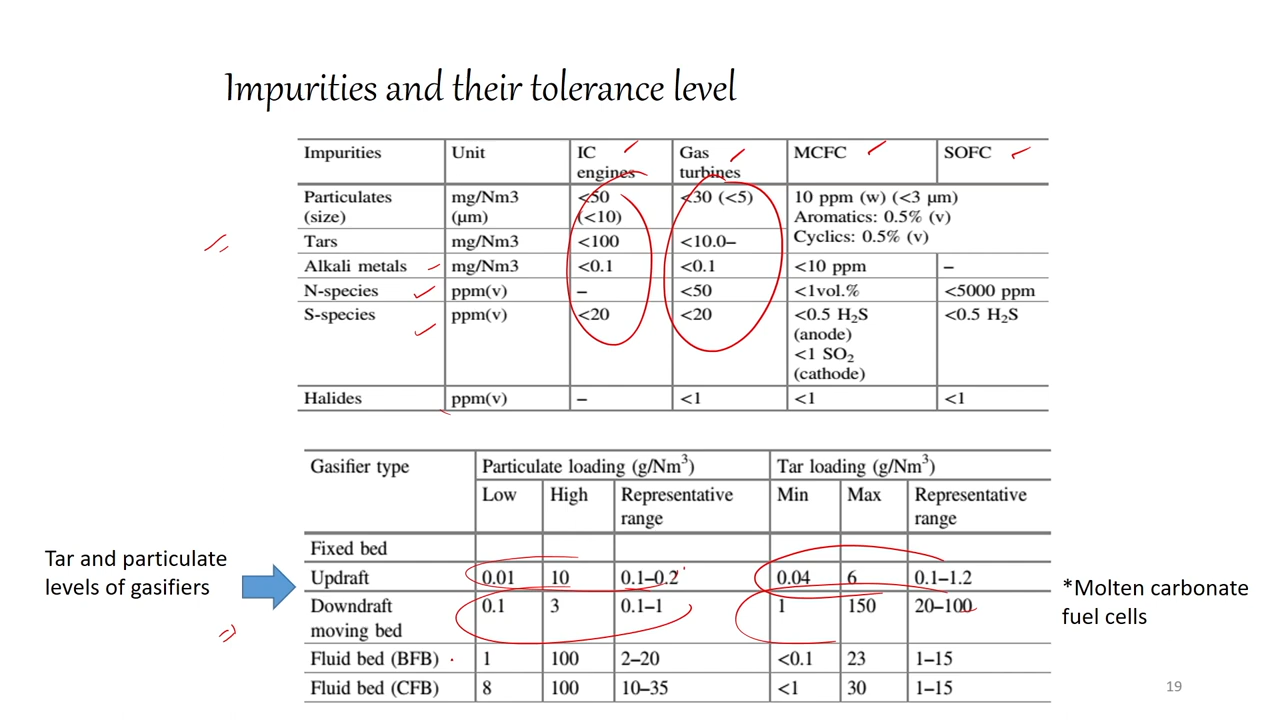 Impurities and their tolerance level
Impurities Unit IC engines Gas turbines MCFC SOFC
Particulates (size) mg/Nm3 (μm) <50 (<10) <30 (<5) 10 ppm (w) (<3 μm) Aromatics: 0.5% (v) Cyclics: 0.5% (v)
Tars mg/Nm3 <100 <10.0–
Alkali metals mg/Nm3 <0.1 <0.1 <10 ppm –
N-species ppm(v) – <50 <1vol.% <5000 ppm
S-species ppm(v) <20 <20 <0.5 H₂S (anode) <1 SO₂ (cathode) <0.5 H₂S
Halides ppm(v) – <1 <1 <1
Gasifier type Particulate loading (g/Nm³) Tar loading (g/Nm³)
Low High Representative range Min Max Representative range
Fixed bed
Updraft 0.01 10 0.1–0.2 0.04 6 0.1–1.2
Downdraft moving bed 0.1 3 0.1–1 1 150 20–100
Fluid bed (BFB) 1 100 2–20 <0.1 23 1–15
Fluid bed (CFB) 8 100 10–35 <1 30 1–15
Tar and particulate
levels of gasifiers
*Molten carbonate
fuel cells
19